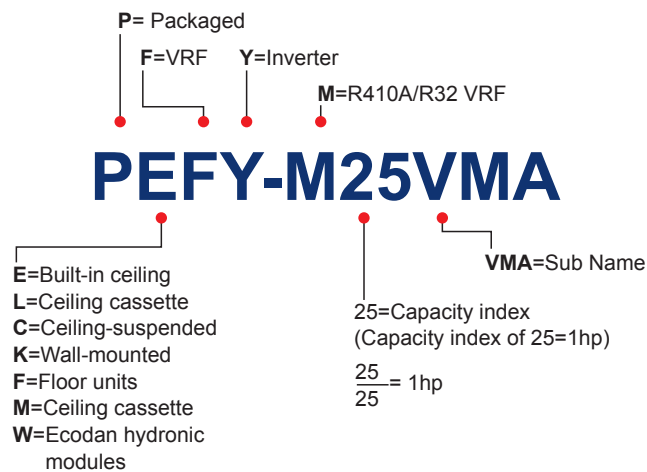 P= Packaged
F=VRF
Y=Inverter
M=R410A/R32 VRF
PEFY-M25VMA
E=Built-in ceiling
L=Ceiling cassette
C=Ceiling-suspended
K=Wall-mounted
F=Floor units
M=Ceiling cassette
W=Ecodan hydronic
modules
25=Capacity index
(Capacity index of 25=1hp)
25
25
= 1hp
VMA=Sub Name